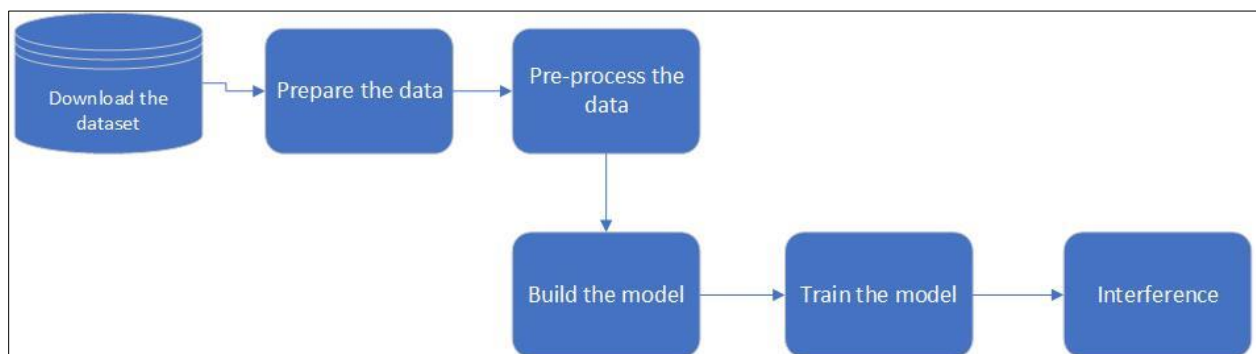 Download the
dataset
Prepare the data
Pre-process the
data
Build the model
Train the model
Interference